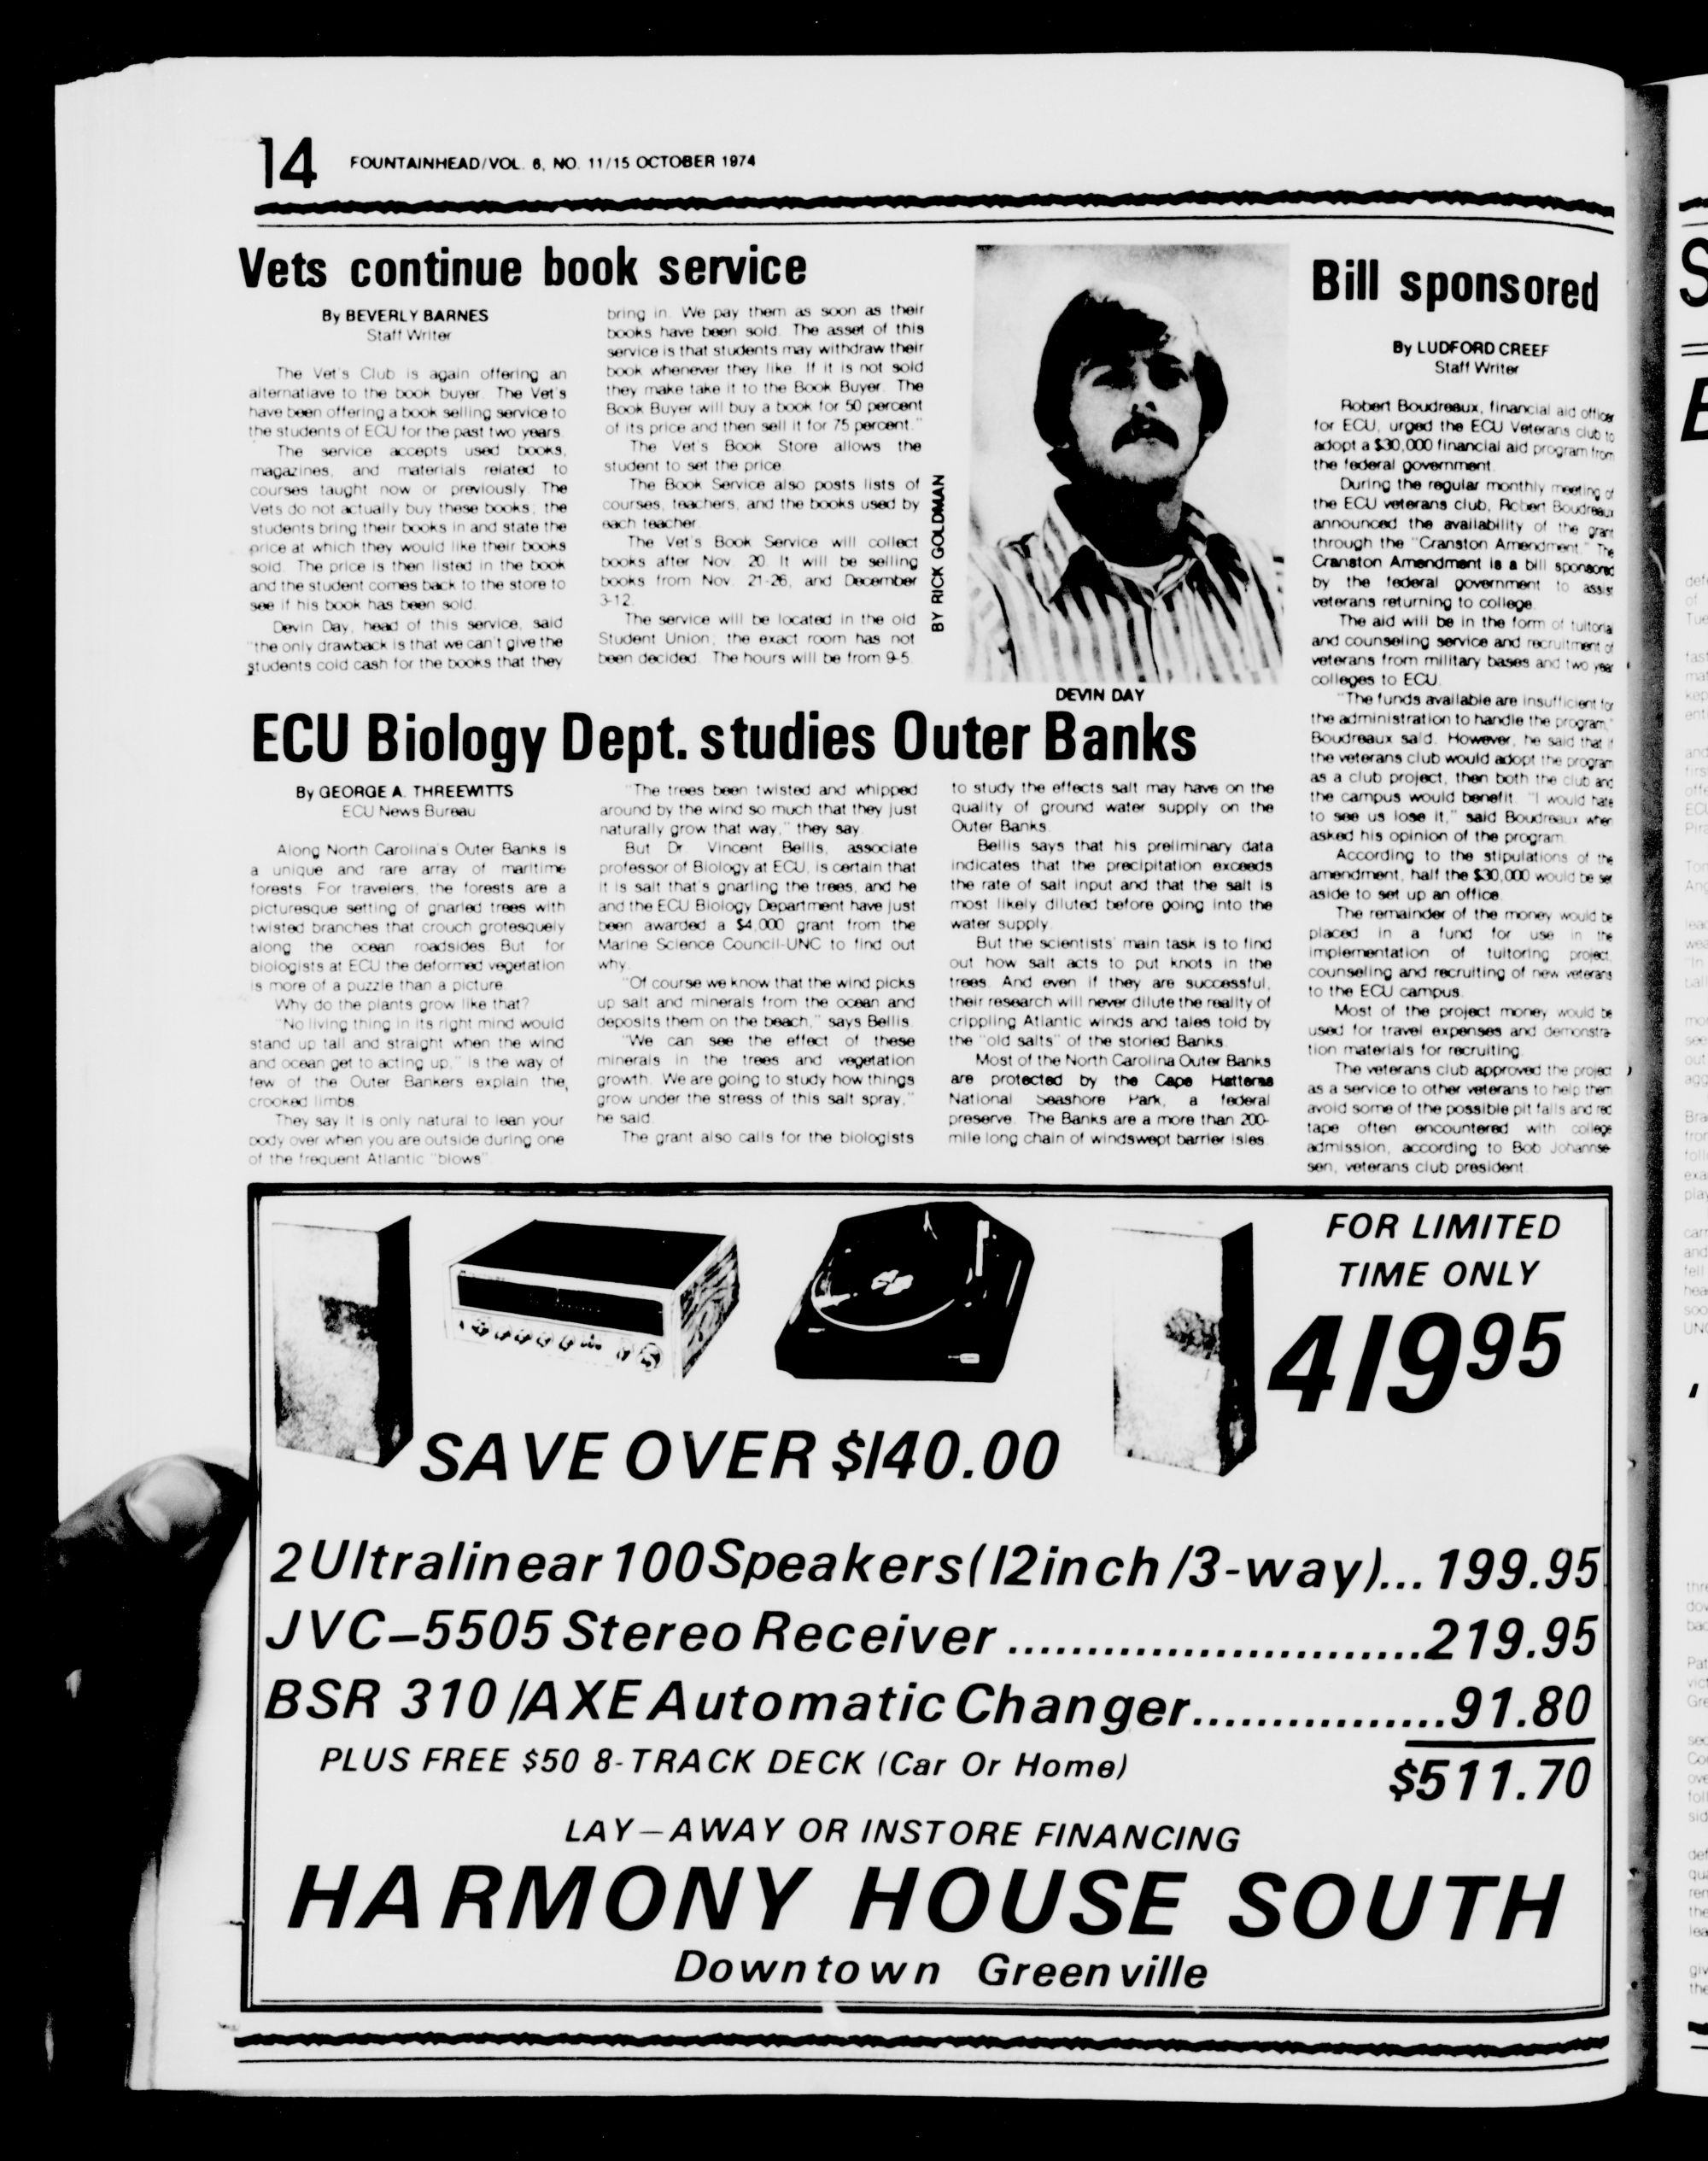 14 FOUNTAINHEAD/VOL. 6, NO. 11/15 OCTOBER 1974
Vets continue book service
By BEVERLY BARNES
Staff Writer
The Vet's Club is again offering an
alternatiave to the book buyer. The Vet's
have been offering a book selling service to
the students of ECU for the past two years.
The service accepts used books,
magazines, and materials related to
courses taught now or previously. The
Vets do not actually buy these books, the
students bring their books in and state the
price at which they would like their books
sold. The price is then listed in the book
and the student comes back to the store to
see if his book has been sold.
Devin Day, head of this service, said
"the only drawback is that we can't give the
students cold cash for the books that they
bring in. We pay them as soon as their
books have been sold. The asset of this
service is that students may withdraw their
book whenever they like. If it is not sold
they make take it to the Book Buyer. The
Book Buyer will buy a book for 50 percent
of its price and then sell it for 75 percent."
The Vet's Book Store allows the
student to set the price.
The Book Service also posts lists of
courses, teachers, and the books used by
each teacher.
The Vet's Book Service will collect
books after Nov. 20. It will be selling
books from Nov. 21-26, and December
3-12.
The service will be located in the old
Student Union, the exact room has not
been decided. The hours will be from 9-5.
BY RICK GOLDMAN
DEVIN DAY
Bill sponsored
By LUDFORD CREEF
Staff Writer
Robert Boudreaux, financial aid officer
for ECU, urged the ECU Veterans club to
adopt a $30,000 financial aid program from
the federal government.
During the regular monthly meeting of
the ECU veterans club, Robert Boudreau
announced the availability of the grant
through the "Cranston Amendment." The
Cranston Amendment is a bill sponsored
by the federal government to assist
veterans returning to college.
The aid will be in the form of tuitoria
and counseling service and recruitment of
veterans from military bases and two year
colleges to ECU.
"The funds available are insufficient for
the administration to handle the program,"
Boudreaux said. However, he said that if
the veterans club would adopt the program
as a club project, then both the club and
the campus would benefit. "I would hate
to see us lose it," said Boudreaux when
asked his opinion of the program.
According to the stipulations of the
amendment, half the $30,000 would be set
aside to set up an office.
The remainder of the money would be
placed in a fund for use in the
implementation of tuitoring project,
counseling and recruiting of new veterans
to the ECU campus.
Most of the project money would be
used for travel expenses and demonstra-
tion materials for recruiting.
The veterans club approved the project
as a service to other veterans to help them
avoid some of the possible pit falls and red
tape often encountered with college
admission, according to Bob Johannse-
sen, veterans club president.
ECU Biology Dept. studies Outer Banks
By GEORGE A. THREEWITTS
ECU News Bureau
Along North Carolina's Outer Banks is
a unique and rare array of maritime
forests. For travelers, the forests are a
picturesque setting of gnarled trees with
twisted branches that crouch grotesquely
along the ocean roadsides. But for
biologists at ECU the deformed vegetation
is more of a puzzle than a picture.
Why do the plants grow like that?
"No living thing in its right mind would
stand up tall and straight when the wind
and ocean get to acting up," is the way of
few of the Outer Bankers explain the,
crooked limbs.
They say it is only natural to lean your
body over when you are outside during one
of the frequent Atlantic "blows".
"The trees been twisted and whipped
around by the wind so much that they just
naturally grow that way," they say.
But Dr. Vincent Bellis, associate
professor of Biology at ECU, is certain that
it is salt that's gnarling the trees, and he
and the ECU Biology Department have just
been awarded a $4,000 grant from the
Marine Science Council-UNC to find out
why.
"Of course we know that the wind picks
up salt and minerals from the ocean and
deposits them on the beach," says Bellis.
"We can see the effect of these
minerals in the trees and vegetation
growth. We are going to study how things
grow under the stress of this salt spray,"
he said.
The grant also calls for the biologists
to study the effects salt may have on the
quality of ground water supply on the
Outer Banks.
Bellis says that his preliminary data
indicates that the precipitation exceeds
the rate of salt input and that the salt is
most likely diluted before going into the
water supply.
But the scientists' main task is to find
out how salt acts to put knots in the
trees. And even if they are successful,
their research will never dilute the reality of
crippling Atlantic winds and tales told by
the "old salts" of the storied Banks.
Most of the North Carolina Outer Banks
are protected by the Cape Hatteras
National Seashore Park, a federal
preserve. The Banks are a more than 200-
mile long chain of windswept barrier isles.
FOR LIMITED
TIME ONLY
419 95
SAVE OVER $140.00
2 Ultralinear 100 Speakers (12 inch/3-way)...199.95
JVC-5505 Stereo Receiver ..........................219.95
BSR 310/AXE Automatic Changer................91.80
PLUS FREE $50 8-TRACK DECK (Car Or Home)
$511.70
LAY-AWAY OR INSTORE FINANCING
HARMONY HOUSE SOUTH
Downtown Greenville